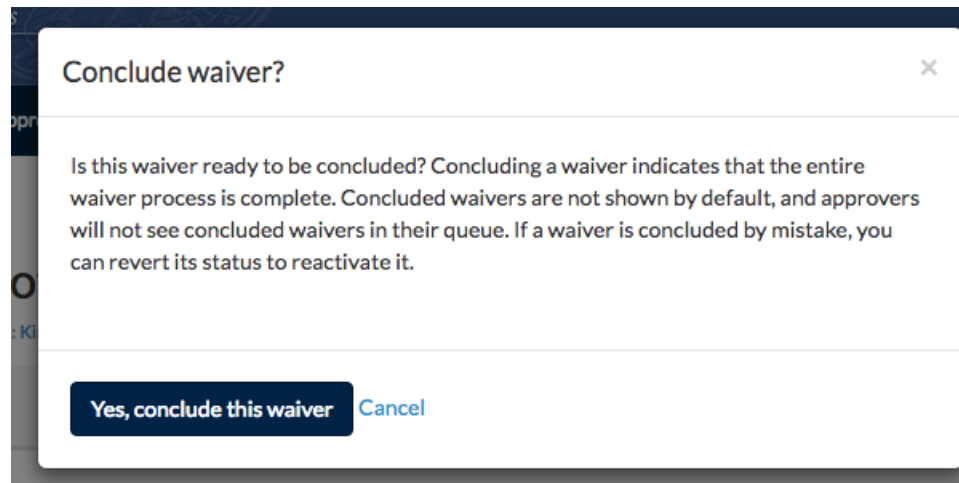 Conclude waiver?
×
Is this waiver ready to be concluded? Concluding a waiver indicates that the entire
waiver process is complete. Concluded waivers are not shown by default, and approvers
will not see concluded waivers in their queue. If a waiver is concluded by mistake, you
can revert its status to reactivate it.
Yes, conclude this waiver Cancel